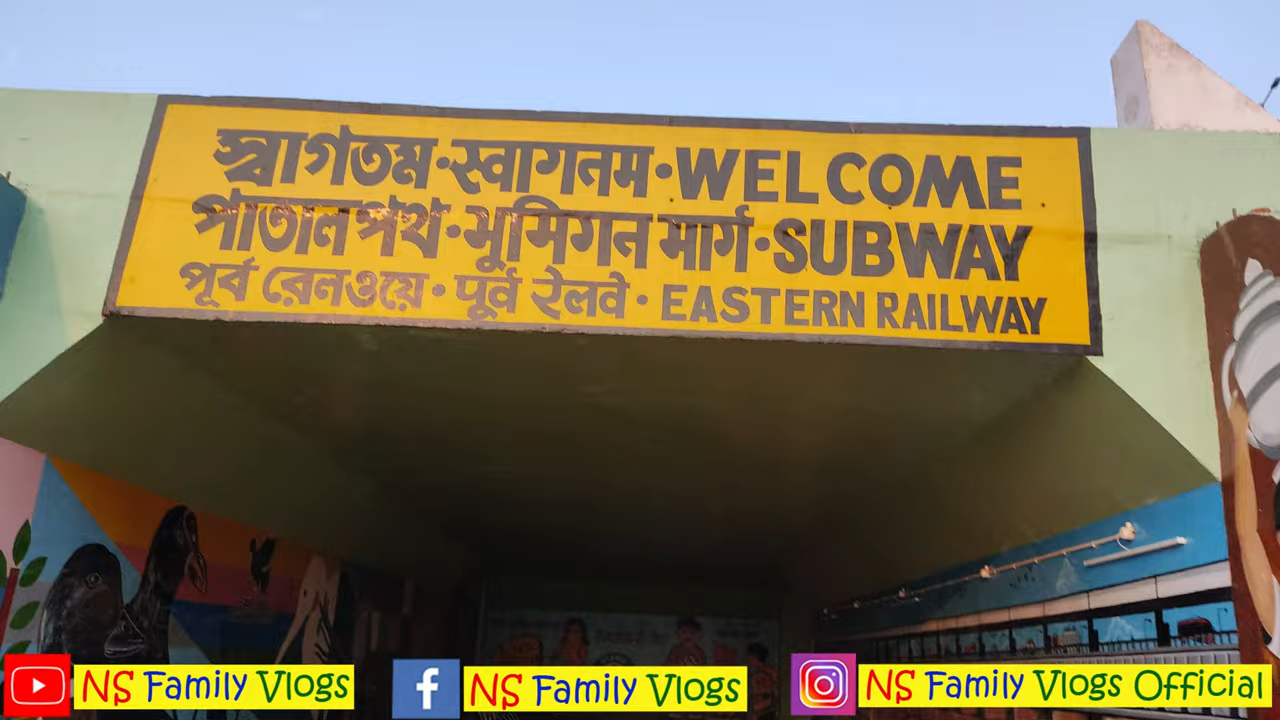 স্বাগতম·स्वागतम·WELCOME
পাতাল পথ·भुमिगत मार्ग·SUBWAY
পূর্ব রেলওয়ে·पूर्व रेलवे·EASTERN RAILWAY
NS Family Vlogs
NS Family Vlogs
NS Family Vlogs Official